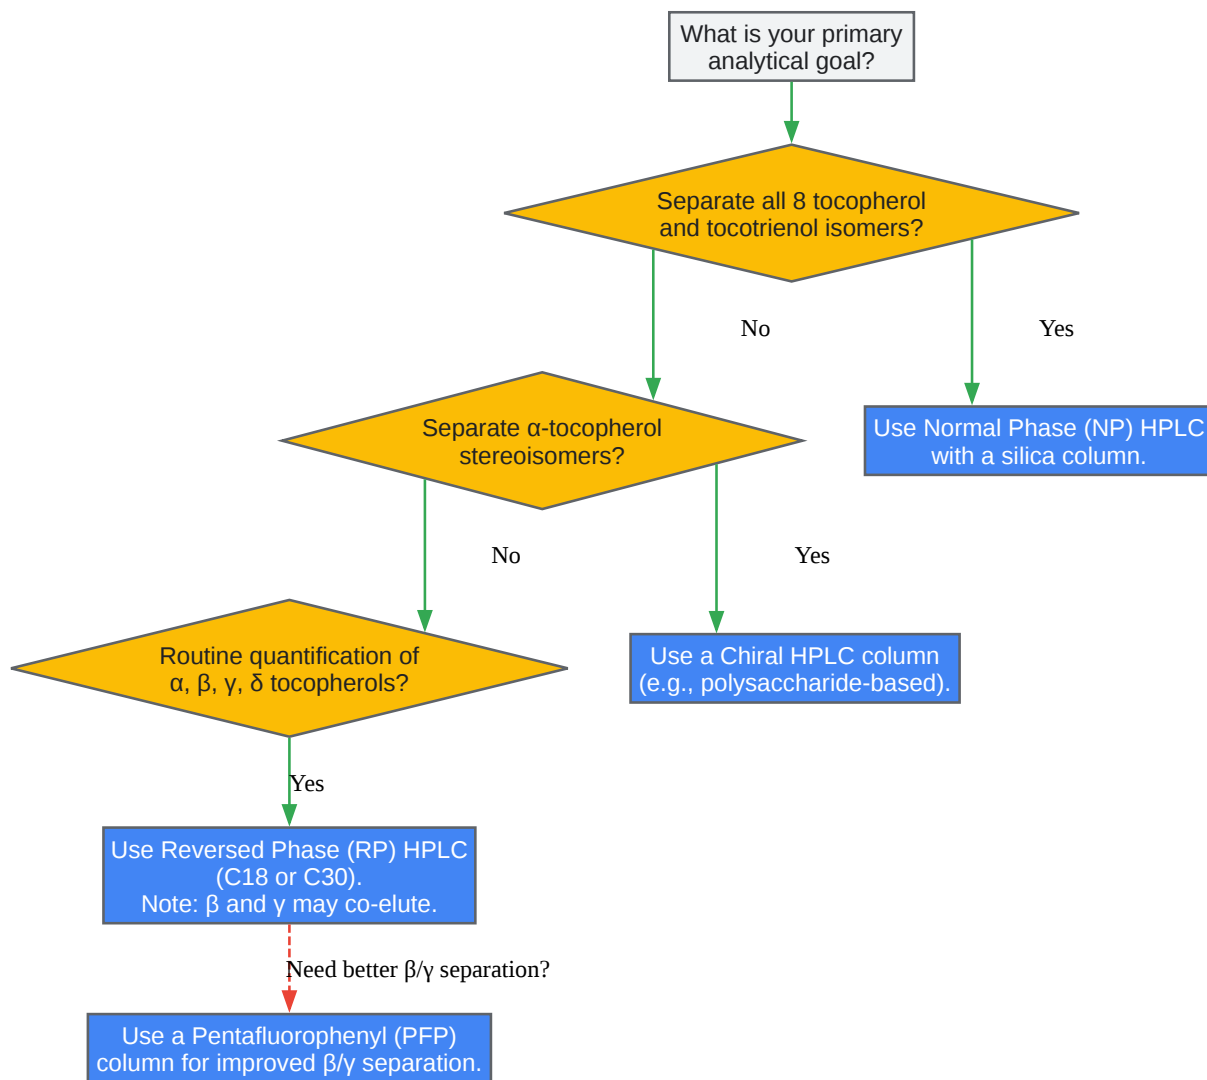 What is your primary
analytical goal?
Separate all 8 tocopherol
and tocotrienol isomers?
No
Yes
Separate α-tocopherol
stereoisomers?
Use Normal Phase (NP) HPLC
with a silica column.
No
Yes
Routine quantification of
α, β, γ, δ tocopherols?
Use a Chiral HPLC column
(e.g., polysaccharide-based).
Yes
Use Reversed Phase (RP) HPLC
(C18 or C30).
Note: β and γ may co-elute.
Need better β/γ separation?
Use a Pentafluorophenyl (PFP)
column for improved β/γ separation.